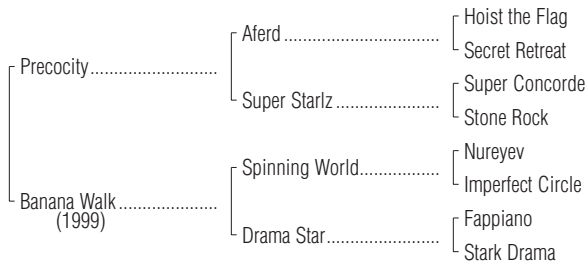 Hoist the Flag
Aferd
Secret Retreat
Precocity
Super Concorde
Super Starlz
Stone Rock
Nureyev
Spinning World
Imperfect Circle
Banana Walk
(1999)
Fappiano
Drama Star
Stark Drama